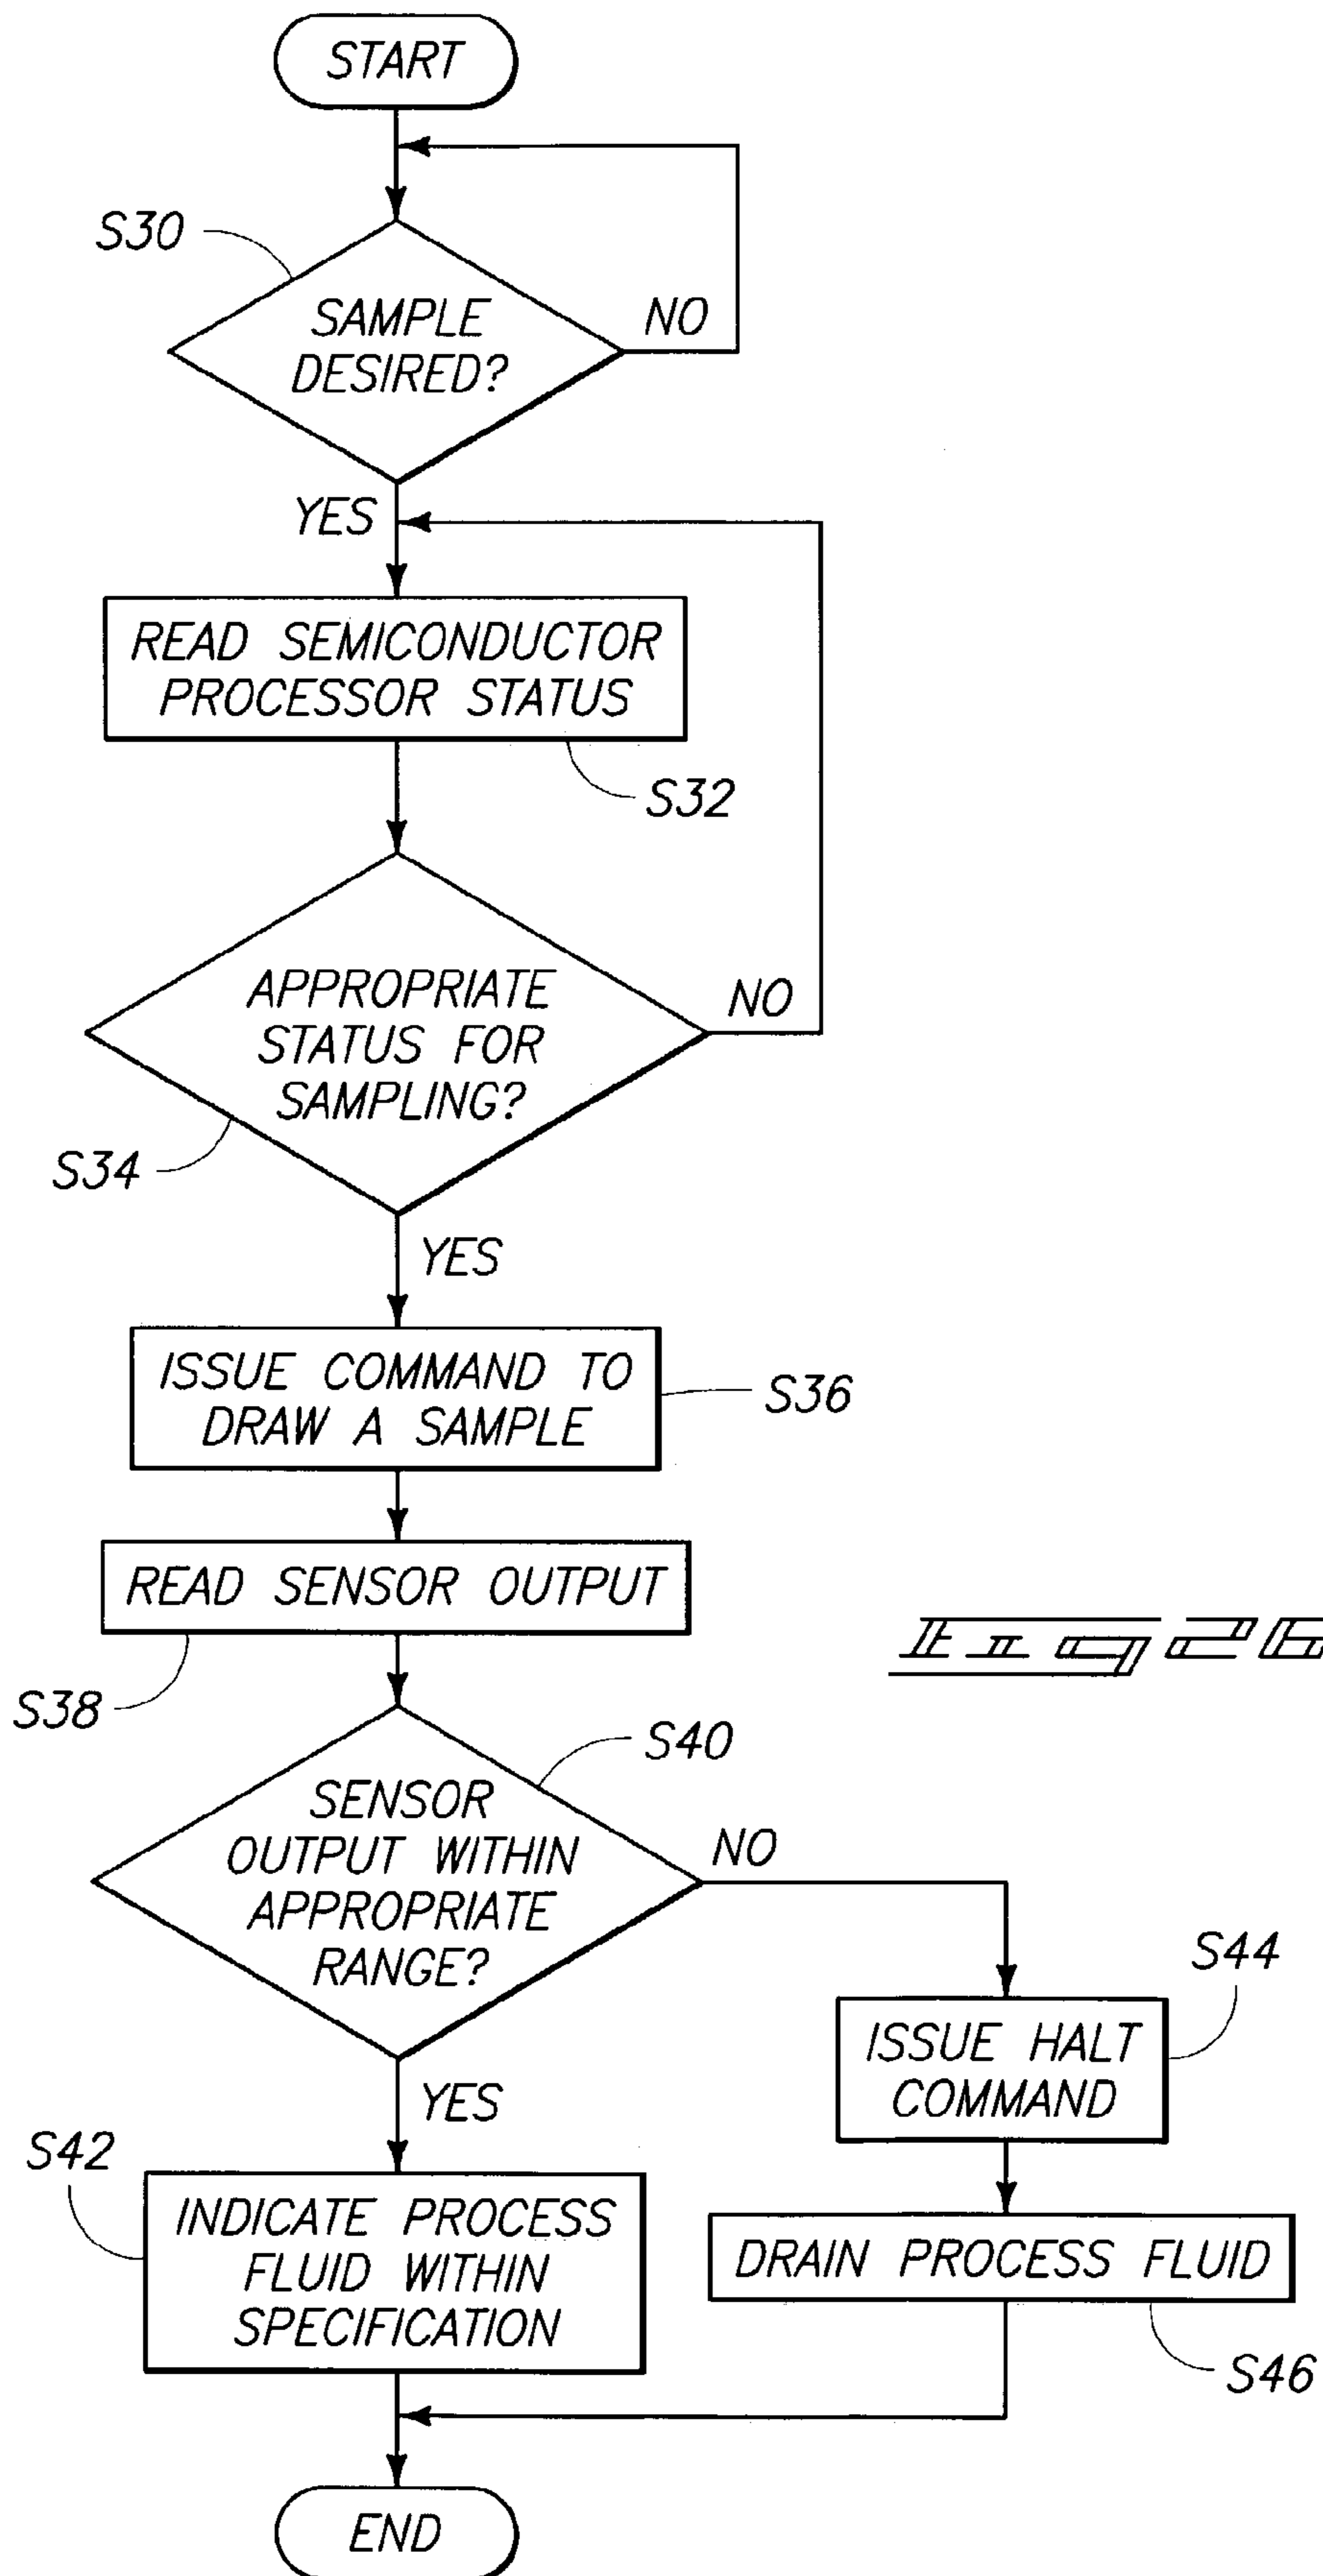 START
S30
SAMPLE
DESIRED?
NO
YES
READ SEMICONDUCTOR
PROCESSOR STATUS
S32
APPROPRIATE
STATUS FOR
SAMPLING?
NO
S34
YES
ISSUE COMMAND TO
DRAW A SAMPLE
S36
READ SENSOR OUTPUT
S38
Fig 26
S40
SENSOR
OUTPUT WITHIN
APPROPRIATE
RANGE?
NO
YES
S44
ISSUE HALT
COMMAND
S42
INDICATE PROCESS
FLUID WITHIN
SPECIFICATION
DRAIN PROCESS FLUID
S46
END